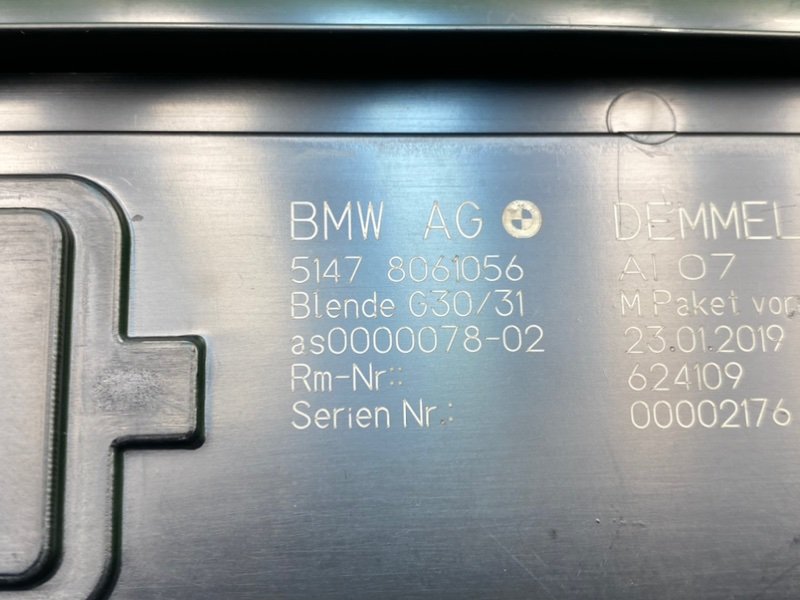 BMW AG DEMMEL
5147 8061056 AI 07
Blende G30/31 M Paket vor
as0000078-02 23.01.2019
Rm-Nr: 624109
Serien Nr.: 00002176